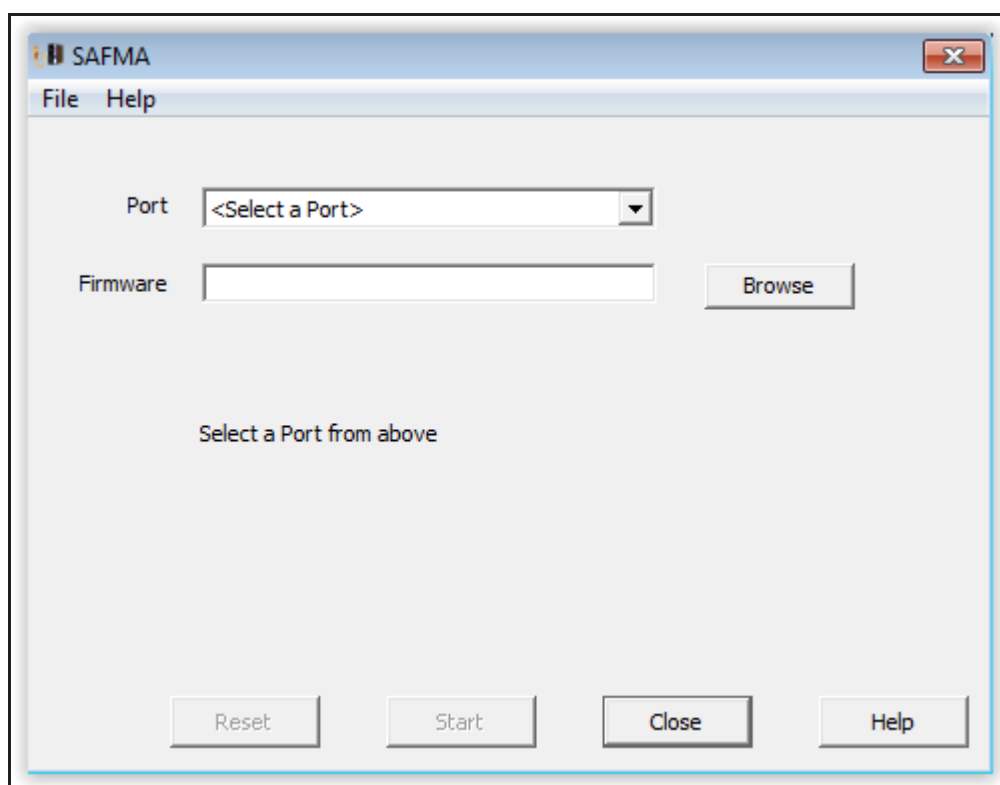 SAFMA
File Help
Port <Select a Port>
Firmware Browse
Select a Port from above
Reset Start Close Help